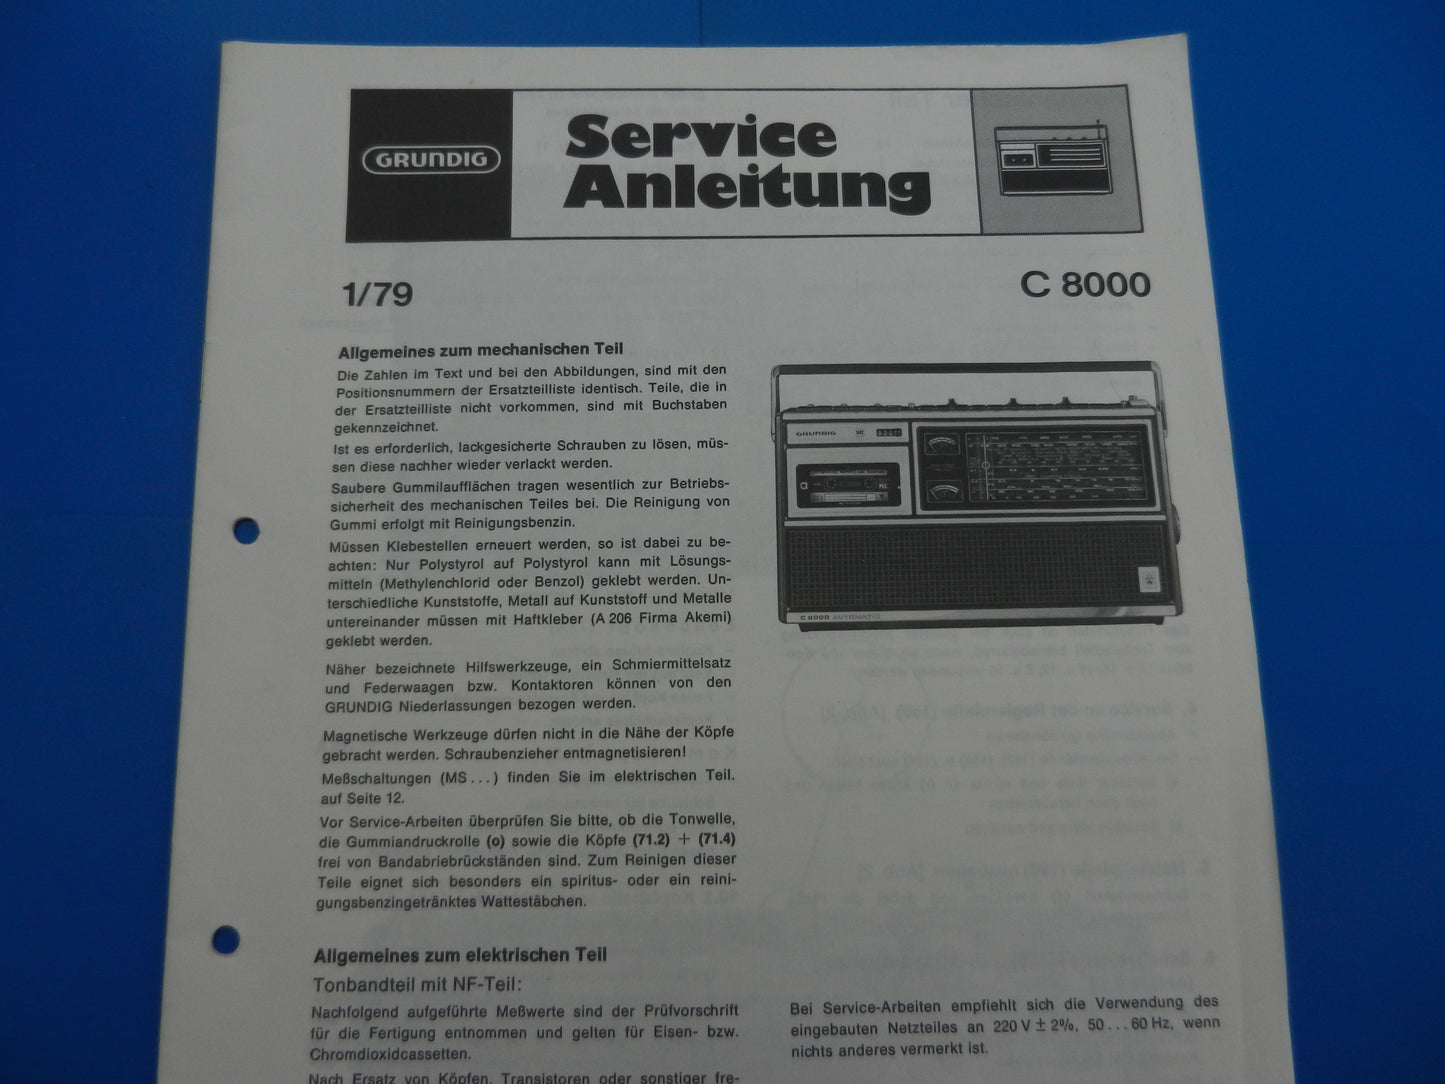 GRUNDIG
Service
Anleitung
1/79
C 8000
Allgemeines zum mechanischen Teil
Die Zahlen im Text und bei den Abbildungen, sind mit den
Positionsnummern der Ersatzteilliste identisch. Teile, die in
der Ersatzteilliste nicht vorkommen, sind mit Buchstaben
gekennzeichnet.
Ist es erforderlich, lackgesicherte Schrauben zu lösen, müs-
sen diese nachher wieder verlackt werden.
Saubere Gummilaufflächen tragen wesentlich zur Betriebs-
sicherheit des mechanischen Teiles bei. Die Reinigung von
Gummi erfolgt mit Reinigungsbenzin.
Müssen Klebestellen erneuert werden, so ist dabei zu be-
achten: Nur Polystyrol auf Polystyrol kann mit Lösungs-
mitteln (Methylenchlorid oder Benzol) geklebt werden. Un-
terschiedliche Kunststoffe, Metall auf Kunststoff und Metalle
untereinander müssen mit Haftkleber (A 206 Firma Akemi)
geklebt werden.
Näher bezeichnete Hilfswerkzeuge, ein Schmiermittelsatz
und Federwaagen bzw. Kontaktoren können von den
GRUNDIG Niederlassungen bezogen werden.
Magnetische Werkzeuge dürfen nicht in die Nähe der Köpfe
gebracht werden. Schraubenzieher entmagnetisieren!
Meßschaltungen (MS...) finden Sie im elektrischen Teil.
auf Seite 12.
Vor Service-Arbeiten überprüfen Sie bitte, ob die Tonwelle,
die Gummiandruckrolle (o) sowie die Köpfe (71.2) + (71.4)
frei von Bandabriebrückständen sind. Zum Reinigen dieser
Teile eignet sich besonders ein spiritus- oder ein reini-
gungsbenzingetränktes Wattestäbchen.
GRUNDIG
C 8000 AUTOMATIC
Allgemeines zum elektrischen Teil
Tonbandteil mit NF-Teil:
Nachfolgend aufgeführte Meßwerte sind der Prüfvorschrift
für die Fertigung entnommen und gelten für Eisen- bzw.
Chromdioxidcassetten.
Nach Ersatz von Köpfen, Transistoren oder sonstiger fre-
Bei Service-Arbeiten empfiehlt sich die Verwendung des
eingebauten Netzteiles an 220 V ± 2%, 50...60 Hz, wenn
nichts anderes vermerkt ist.